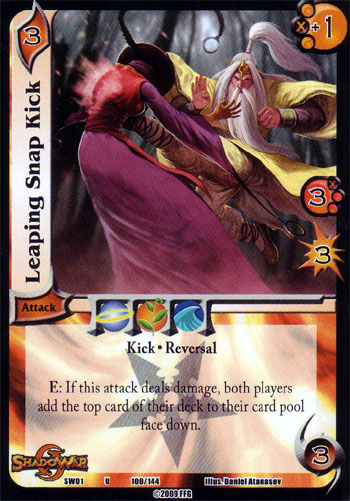 3
X + 1
Leaping Snap Kick
X
3
3
Attack
Kick • Reversal
E: If this attack deals damage, both players
add the top card of their deck to their card pool
face down.
SHADOWAR
3
SW01 U 100/144 Illus. Daniel Atanasov
©2009 FFG